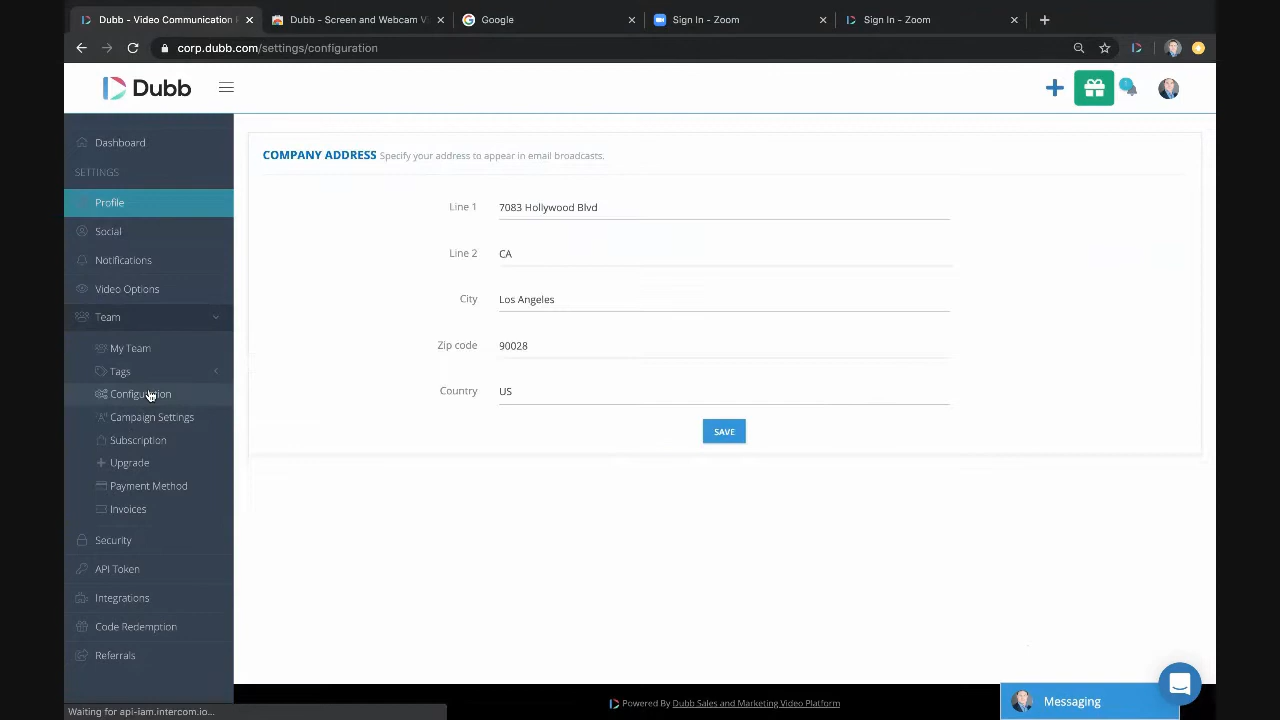 Dubb - Video Communication
Dubb - Screen and Webcam V
Google
Sign In - Zoom
Sign In - Zoom
corp.dubb.com/settings/configuration
Dubb
Dashboard
SETTINGS
Profile
Social
Notifications
Video Options
Team
My Team
Tags
Configuration
Campaign Settings
Subscription
Upgrade
Payment Method
Invoices
Security
API Token
Integrations
Code Redemption
Referrals
COMPANY ADDRESS Specify your address to appear in email broadcasts.
Line 1 7083 Hollywood Blvd
Line 2 CA
City Los Angeles
Zip code 90028
Country US
SAVE
Powered By Dubb Sales and Marketing Video Platform
Messaging
Waiting for api-iam.intercom.io...